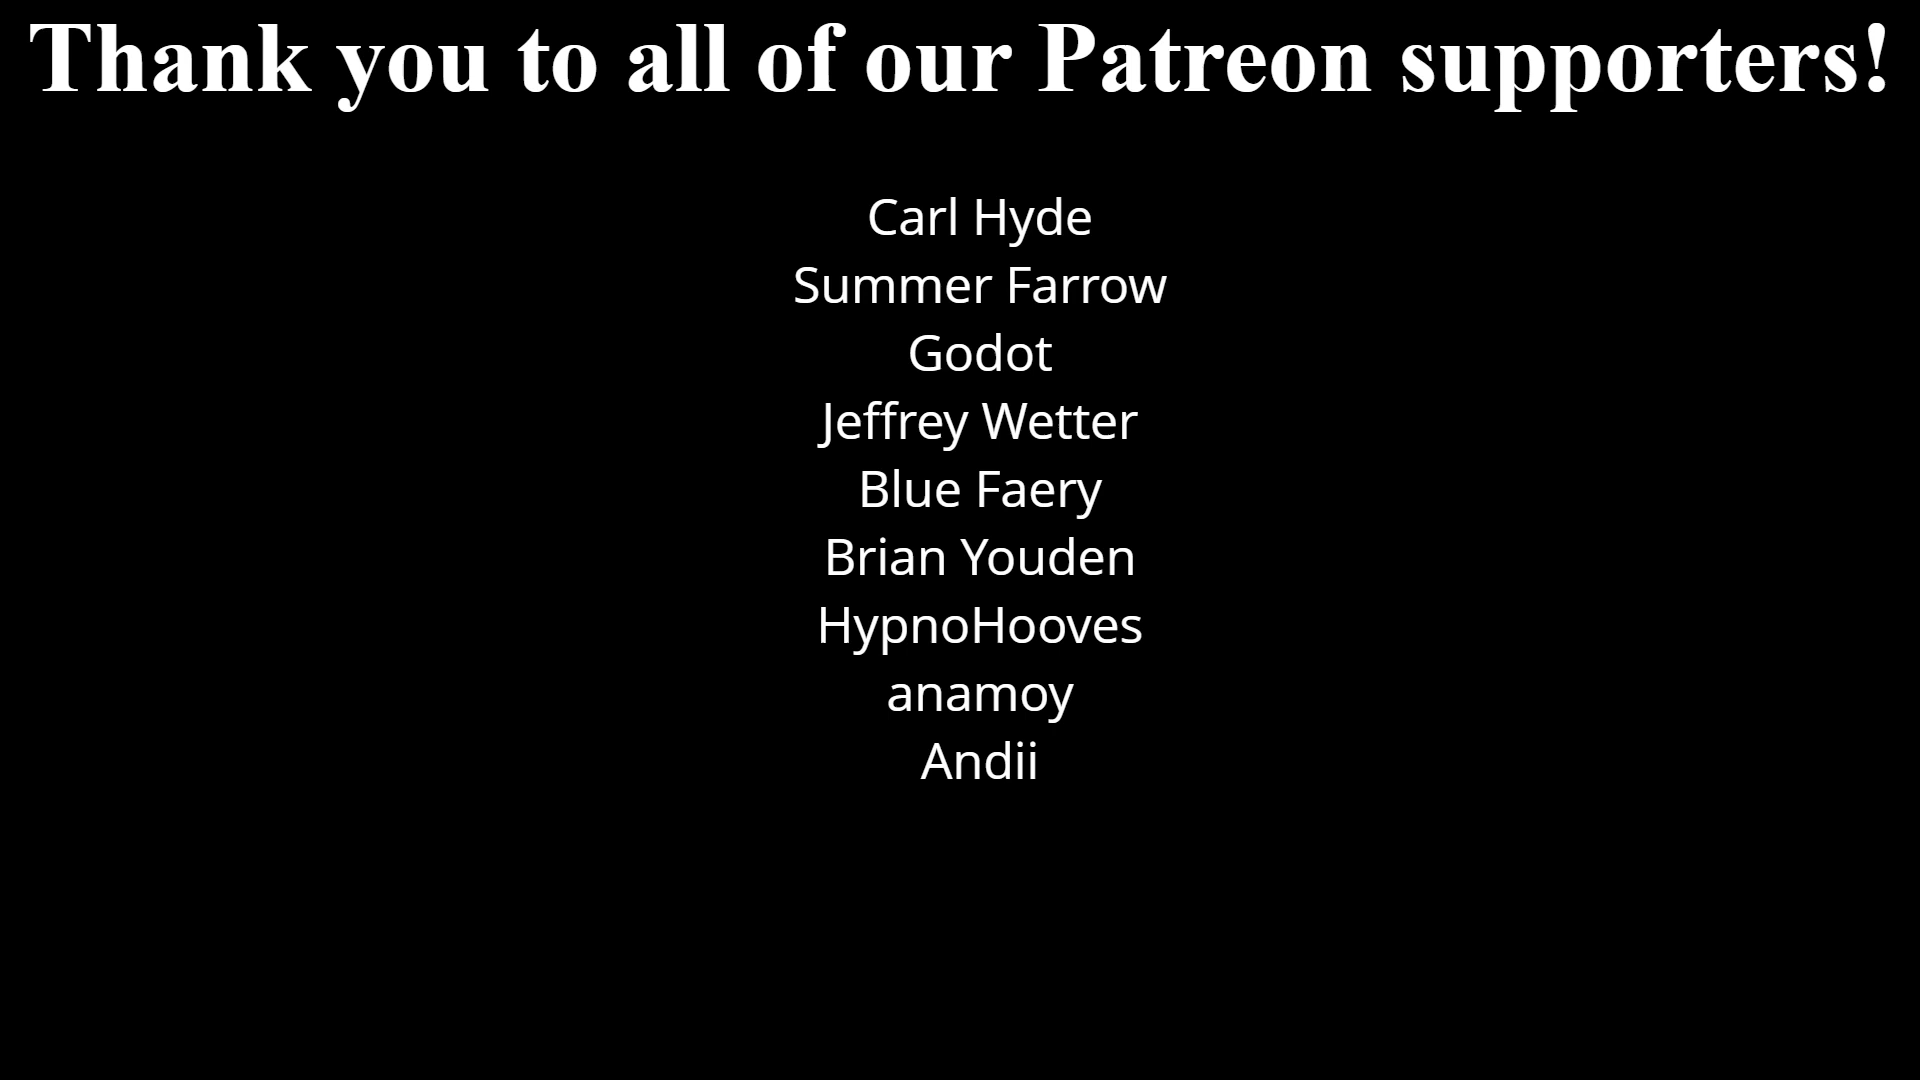 Thank you to all of our Patreon supporters!
Carl Hyde
Summer Farrow
Godot
Jeffrey Wetter
Blue Faery
Brian Youden
HypnoHooves
anamoy
Andii